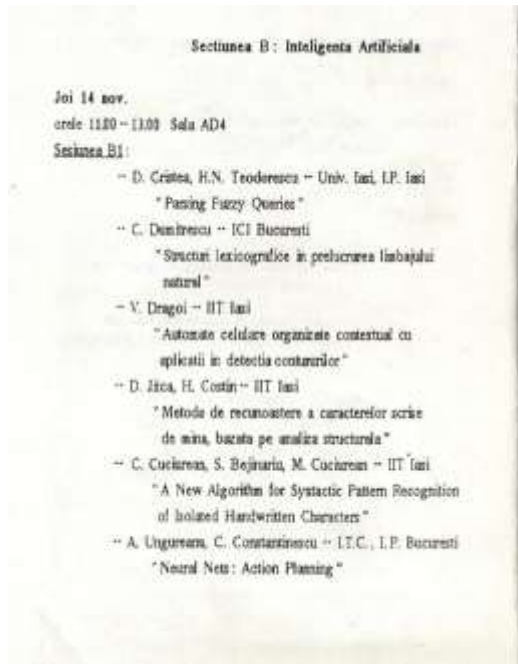 Sectiunea B : Inteligenta Artificiala
Joi 14 nov.
orele 11.00 - 13.00 Sala AD4
Sesiunea B1 :
- D. Cristea, H.N. Teodorescu - Univ. Iasi, I.P. Iasi
"Parsing Fuzzy Queries"
- C. Dumitrescu - ICI Bucuresti
"Structuri lexicografice in prelucrarea limbajului
natural"
- V. Dragoi - IIT Iasi
"Automate celulare organizate contextual cu
aplicatii in detectia contururilor"
- D. Jitca, H. Costin - IIT Iasi
"Metoda de recunoastere a caracterelor scrise
de mina, bazata pe analiza structurala"
- C. Cuciurean, S. Bejinariu, M. Cuciurean - IIT Iasi
"A New Algorithm for Syntactic Pattern Recognition
of Isolated Handwritten Characters"
- A. Ungureanu, C. Constantinescu - I.T.C., I.P. Bucuresti
"Neural Nets : Action Planning"